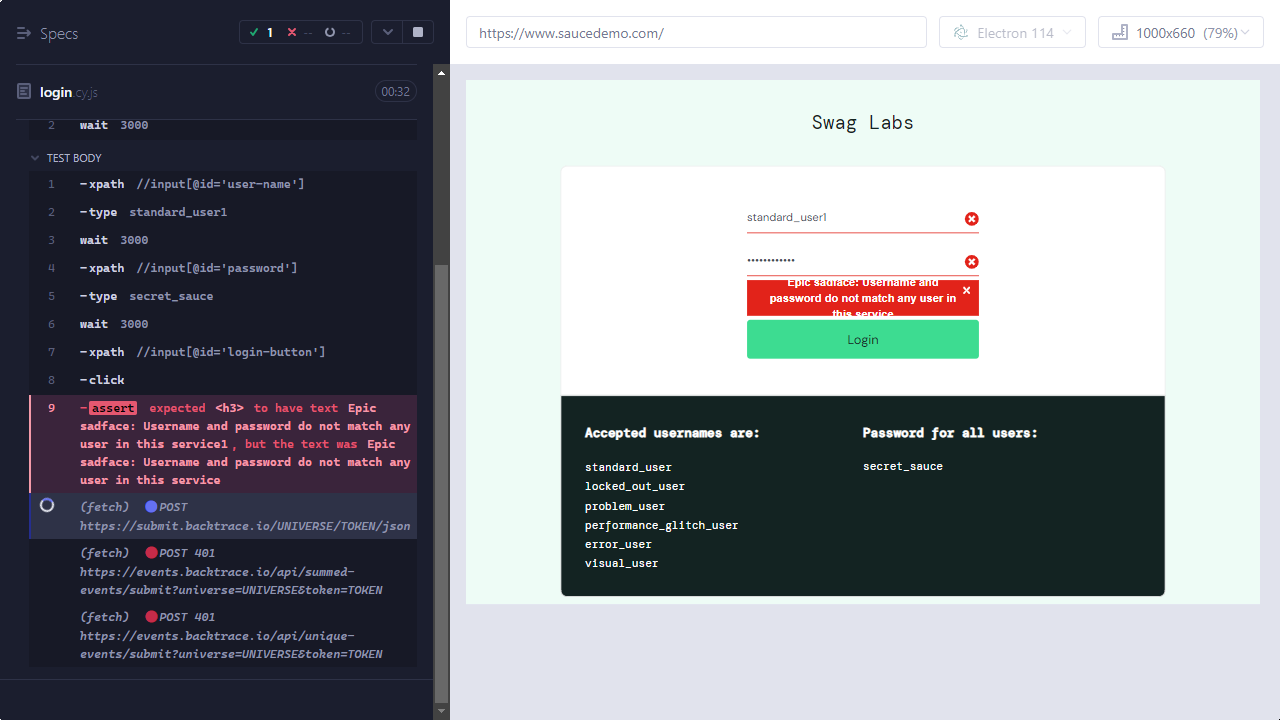 Specs
1 -- --
login.cy.js 00:32
2 wait 3000
TEST BODY
1 -xpath //input[@id='user-name']
2 -type standard_user1
3 wait 3000
4 -xpath //input[@id='password']
5 -type secret_sauce
6 wait 3000
7 -xpath //input[@id='login-button']
8 -click
9 -assert expected <h3> to have text Epic
sadface: Username and password do not match any
user in this service1, but the text was Epic
sadface: Username and password do not match any
user in this service
(fetch) POST
https://submit.backtrace.io/UNIVERSE/TOKEN/json
(fetch) POST 401
https://events.backtrace.io/api/summed-
events/submit?universe=UNIVERSE&token=TOKEN
(fetch) POST 401
https://events.backtrace.io/api/unique-
events/submit?universe=UNIVERSE&token=TOKEN
https://www.saucedemo.com/
Electron 114
1000x660 (79%)
Swag Labs
standard_user1
••••••••••••
Epic sadface: Username and
password do not match any user in
this service
Login
Accepted usernames are:
standard_user
locked_out_user
problem_user
performance_glitch_user
error_user
visual_user
Password for all users:
secret_sauce